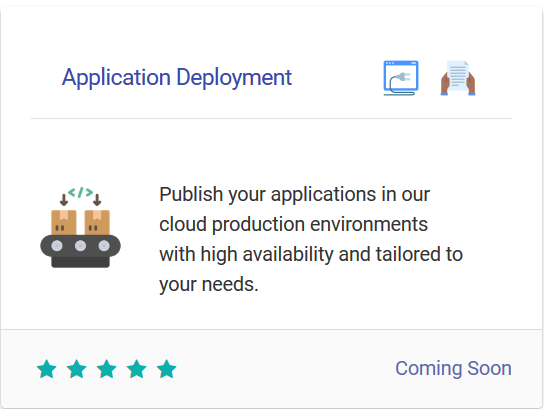 Application Deployment
</>
Publish your applications in our
cloud production environments
with high availability and tailored to
your needs.
Coming Soon